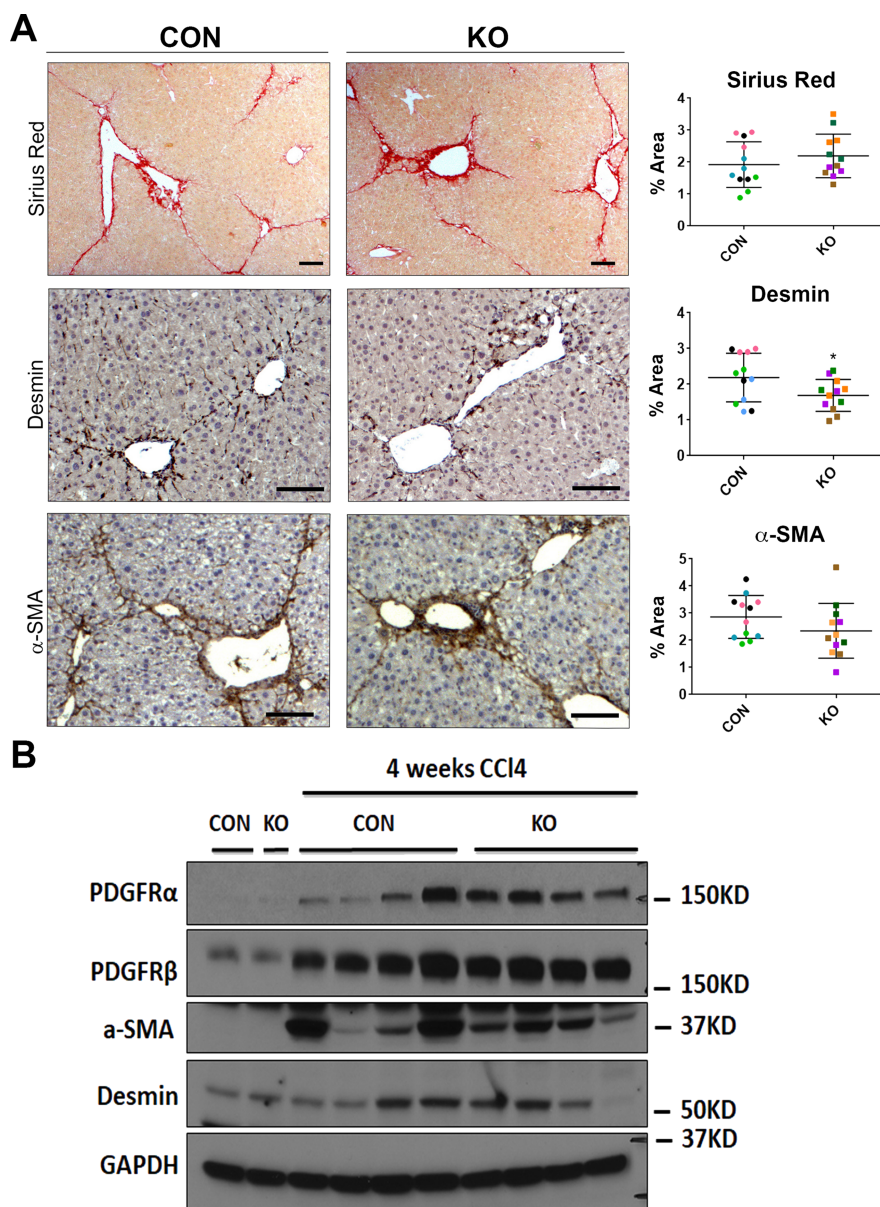 A
CON
KO
Sirius Red
Sirius Red
% Area
4
3
2
1
0
CON
KO
Desmin
Desmin
% Area
4
3
2
1
0
*
CON
KO
α-SMA
α-SMA
% Area
5
4
3
2
1
0
CON
KO
B
4 weeks CCl4
CON KO CON KO
PDGFRα
150KD
PDGFRβ
150KD
a-SMA
37KD
Desmin
50KD
37KD
GAPDH